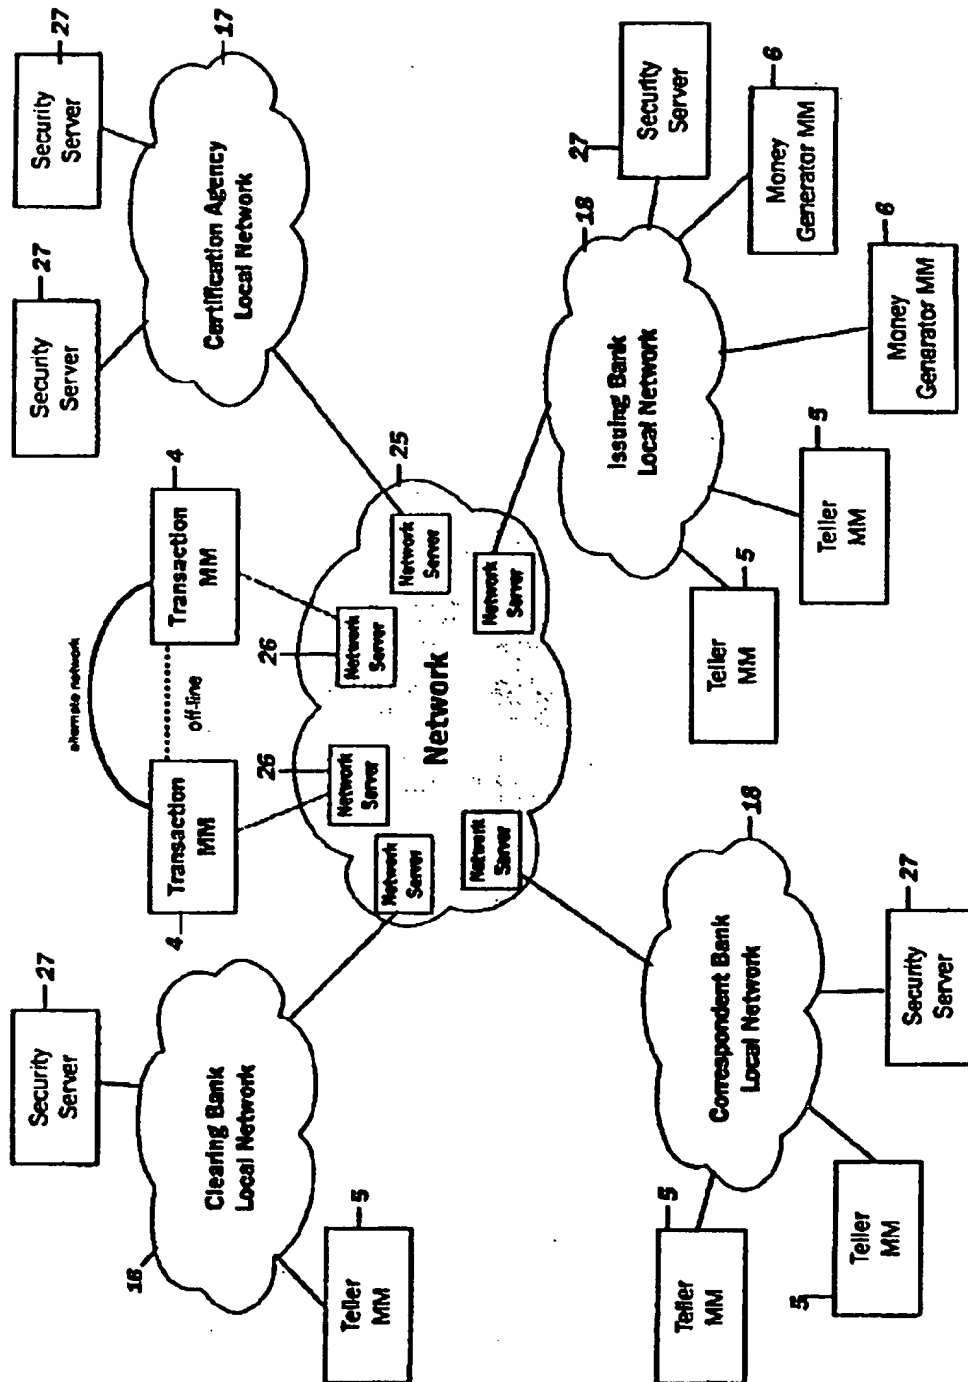 Security
Server
27
Clearing Bank
Local Network
18
Teller
MM
5
alternate network
Transaction
MM
4
off-line
Transaction
MM
4
Security
Server
27
Security
Server
27
Certification Agency
Local Network
17
26
Network
Server
26
Network
Server
Network
Server
Network
Server
25
Network
Network
Server
Network
Server
Correspondent Bank
Local Network
18
Teller
MM
5
Teller
MM
5
Security
Server
27
Issuing Bank
Local Network
18
Teller
MM
5
Teller
MM
5
Money
Generator MM
6
Money
Generator MM
6
Security
Server
27